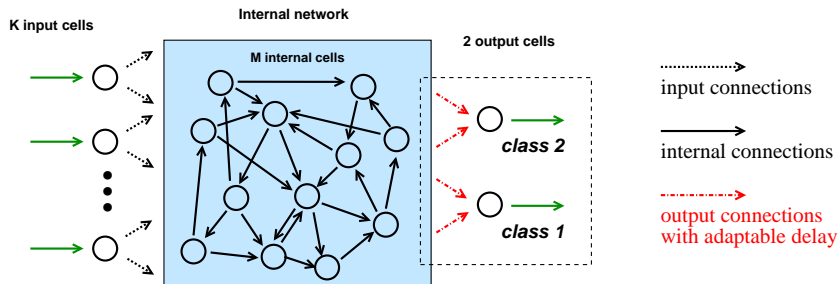 Internal network
K input cells
2 output cells
M internal cells
class 2
class 1
input connections
internal connections
output connections
with adaptable delay